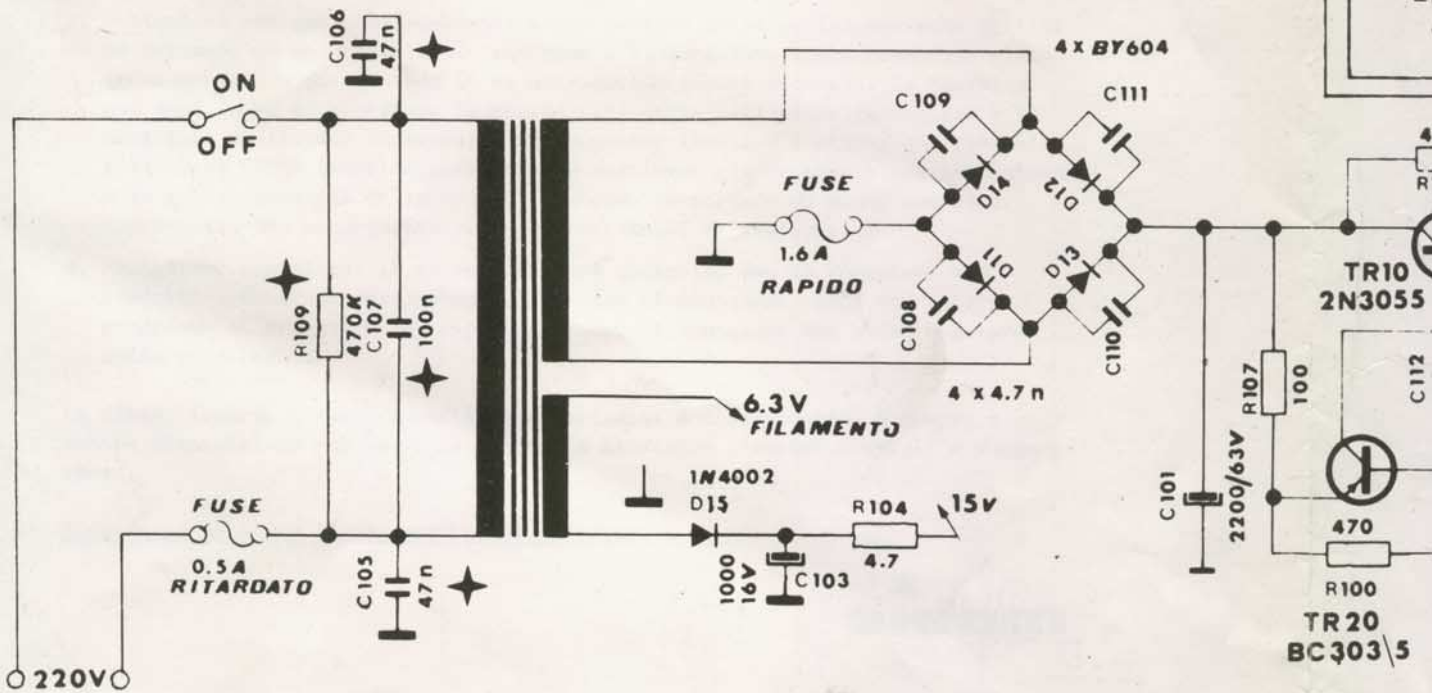 C106
47n
4 x BY604
ON
OFF
C109
C111
D14
D12
FUSE
1.6A
RAPIDO
D11
D13
C108
C110
4 x 4.7 n
R109
470K
C107
100n
6.3V
FILAMENTO
1N4002
D15
R104
4.7
15v
1000
16V
C103
FUSE
0.5A
RITARDATO
C105
47n
220V
TR10
2N3055
R107
100
C112
C101
2200/63V
470
R100
TR20
BC303\5
4
R